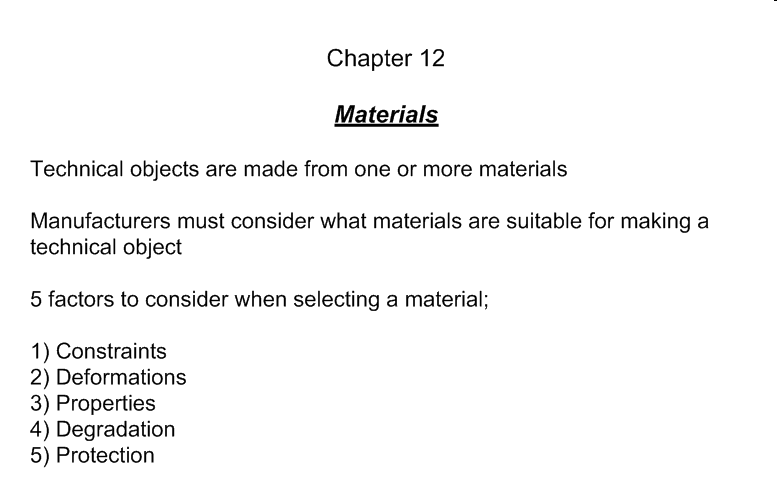 Chapter 12
Materials
Technical objects are made from one or more materials
Manufacturers must consider what materials are suitable for making a
technical object
5 factors to consider when selecting a material;
1) Constraints
2) Deformations
3) Properties
4) Degradation
5) Protection